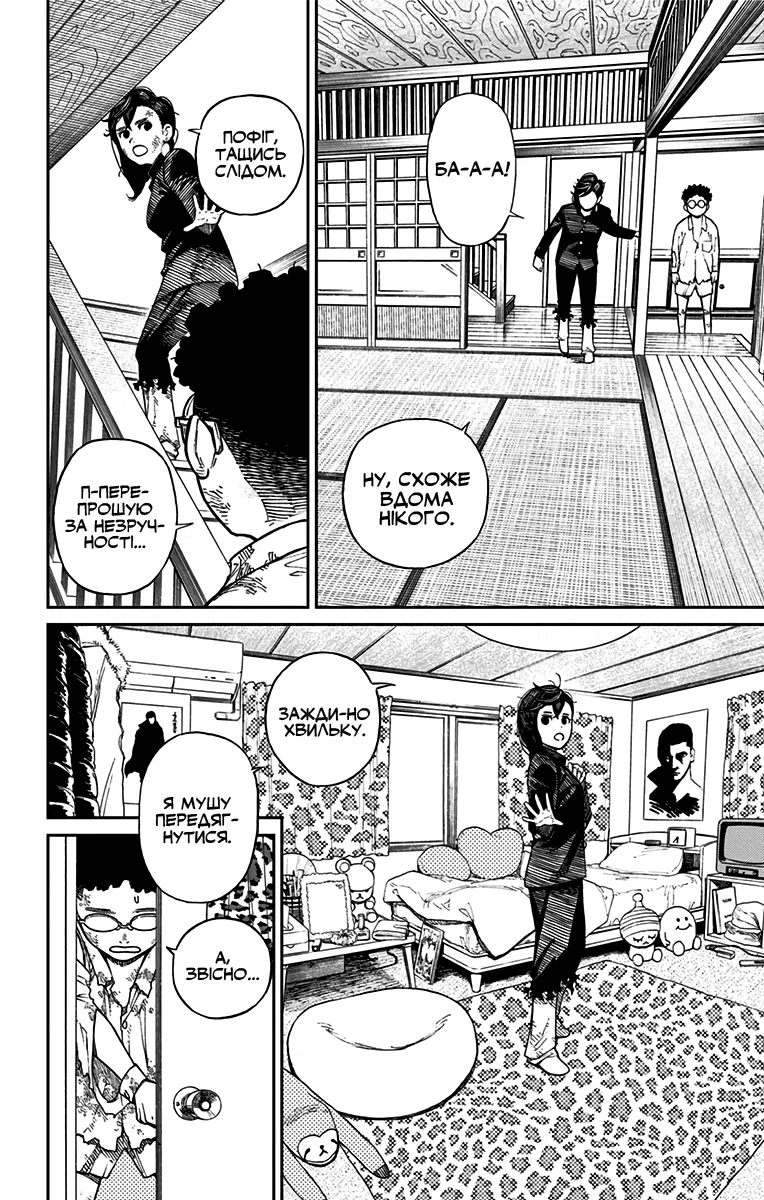 БА-А-А!
НУ, СХОЖЕ
ВДОМА
НІКОГО.
ПОФІГ,
ТАЩИСЬ
СЛІДОМ.
П-ПЕРЕ-
ПРОШУЮ
ЗА НЕЗРУЧ-
НОСТІ...
ЗАЖДИ-НО
ХВИЛЬКУ.
Я МУШУ
ПЕРЕДЯГ-
НУТИСЯ.
А,
ЗВІСНО...